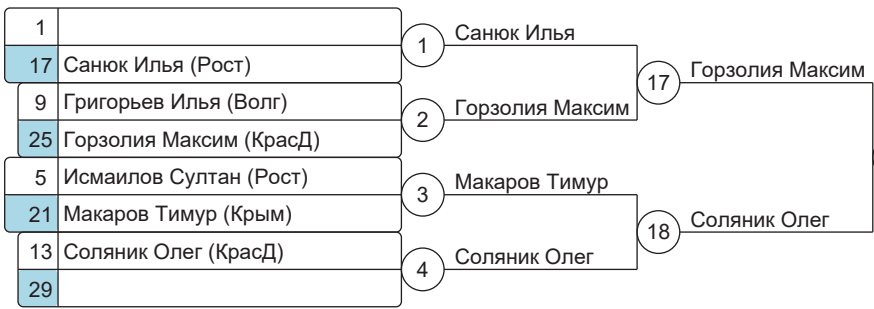 1
17 Санюк Илья (Рост)
9 Григорьев Илья (Волг)
25 Горзолия Максим (КрасД)
5 Исмаилов Султан (Рост)
21 Макаров Тимур (Крым)
13 Соляник Олег (КрасД)
29
1 Санюк Илья
2 Горзолия Максим
3 Макаров Тимур
4 Соляник Олег
17 Горзолия Максим
18 Соляник Олег